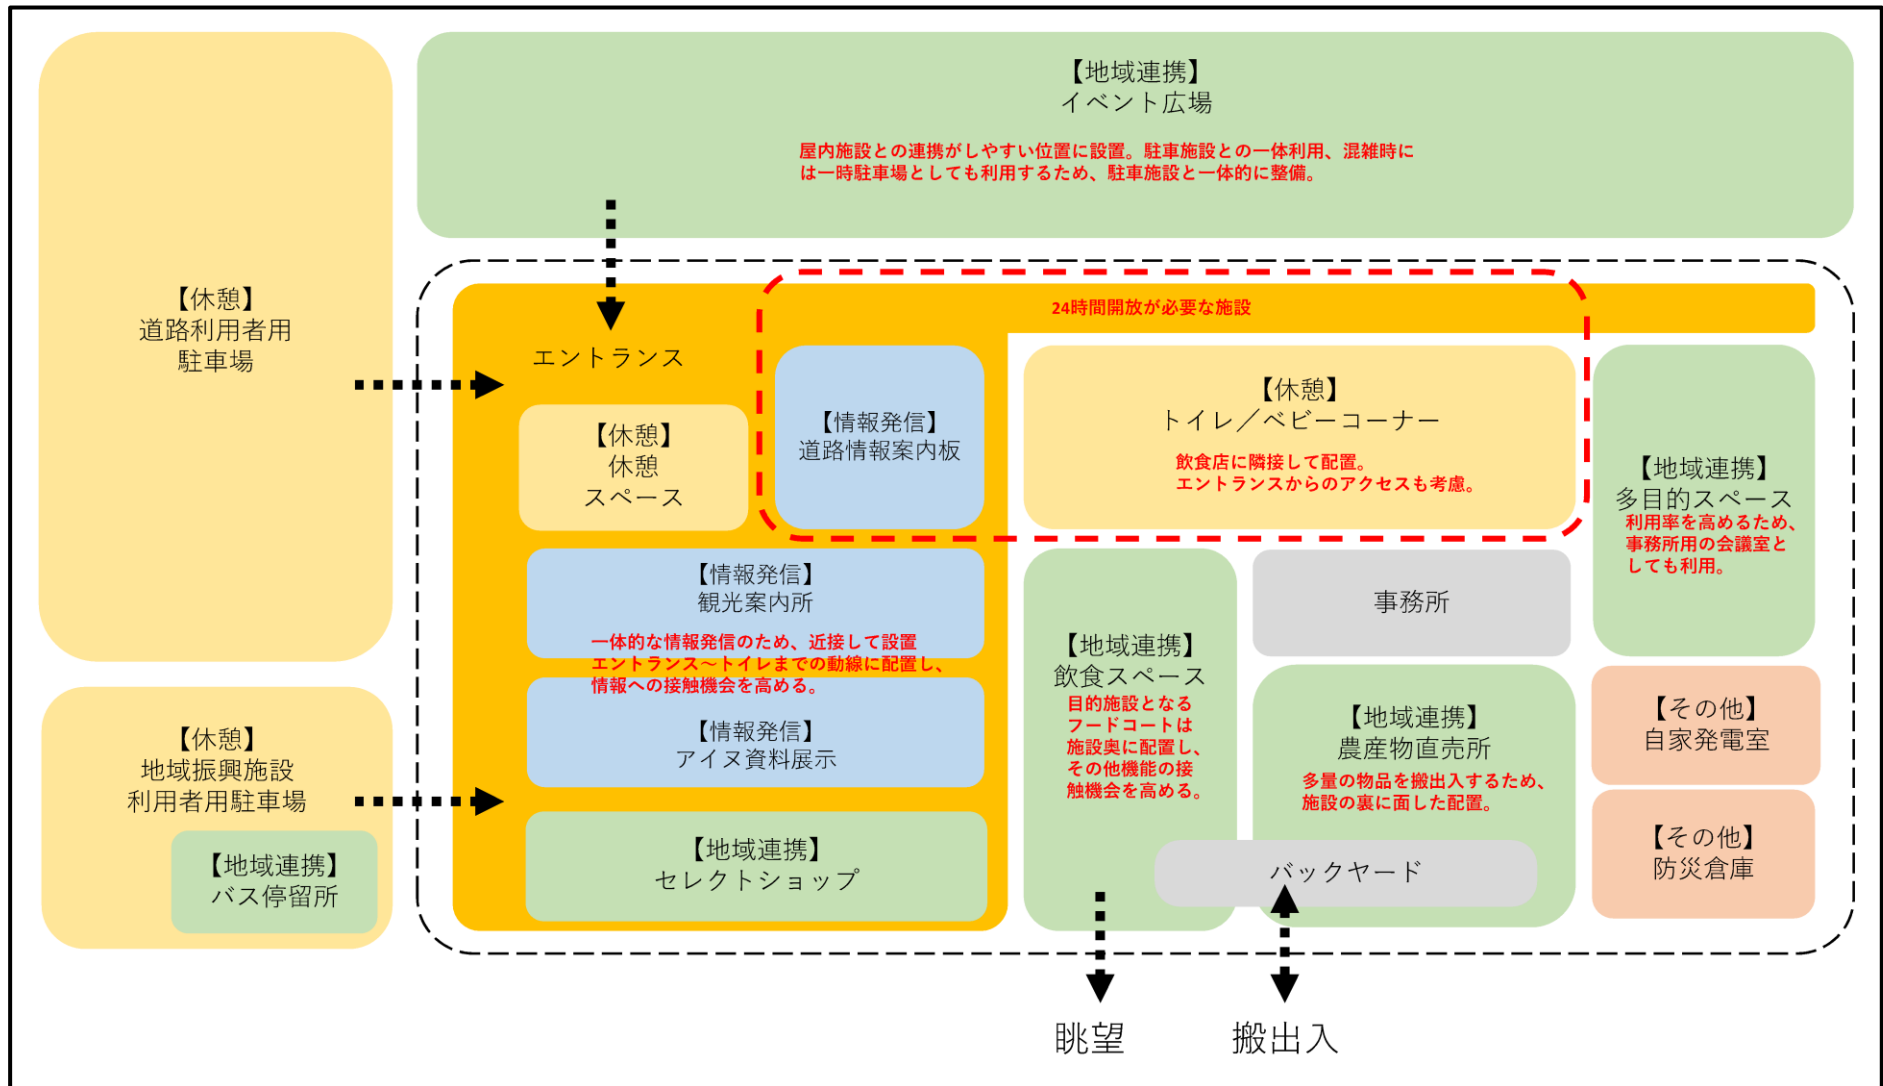 【地域連携】
イベント広場
屋内施設との連携がしやすい位置に設置。駐車施設との一体利用、混雑時に
は一時駐車場としても利用するため、駐車施設と一体的に整備。
【休憩】
道路利用者用
駐車場
24時間開放が必要な施設
エントランス
【休憩】
休憩
スペース
【情報発信】
道路情報案内板
【休憩】
トイレ／ベビーコーナー
飲食店に隣接して配置。
エントランスからのアクセスも考慮。
【地域連携】
多目的スペース
利用率を高めるため、
事務所用の会議室と
しても利用。
【情報発信】
観光案内所
一体的な情報発信のため、近接して設置
エントランス～トイレまでの動線に配置し、
情報への接触機会を高める。
【情報発信】
アイヌ資料展示
【地域連携】
セレクトショップ
【地域連携】
飲食スペース
目的施設となる
フードコートは
施設奥に配置し、
その他機能の接
触機会を高める。
事務所
【地域連携】
農産物直売所
多量の物品を搬出入するため、
施設の裏に面した配置。
バックヤード
【その他】
自家発電室
【その他】
防災倉庫
【休憩】
地域振興施設
利用者用駐車場
【地域連携】
バス停留所
眺望
搬出入